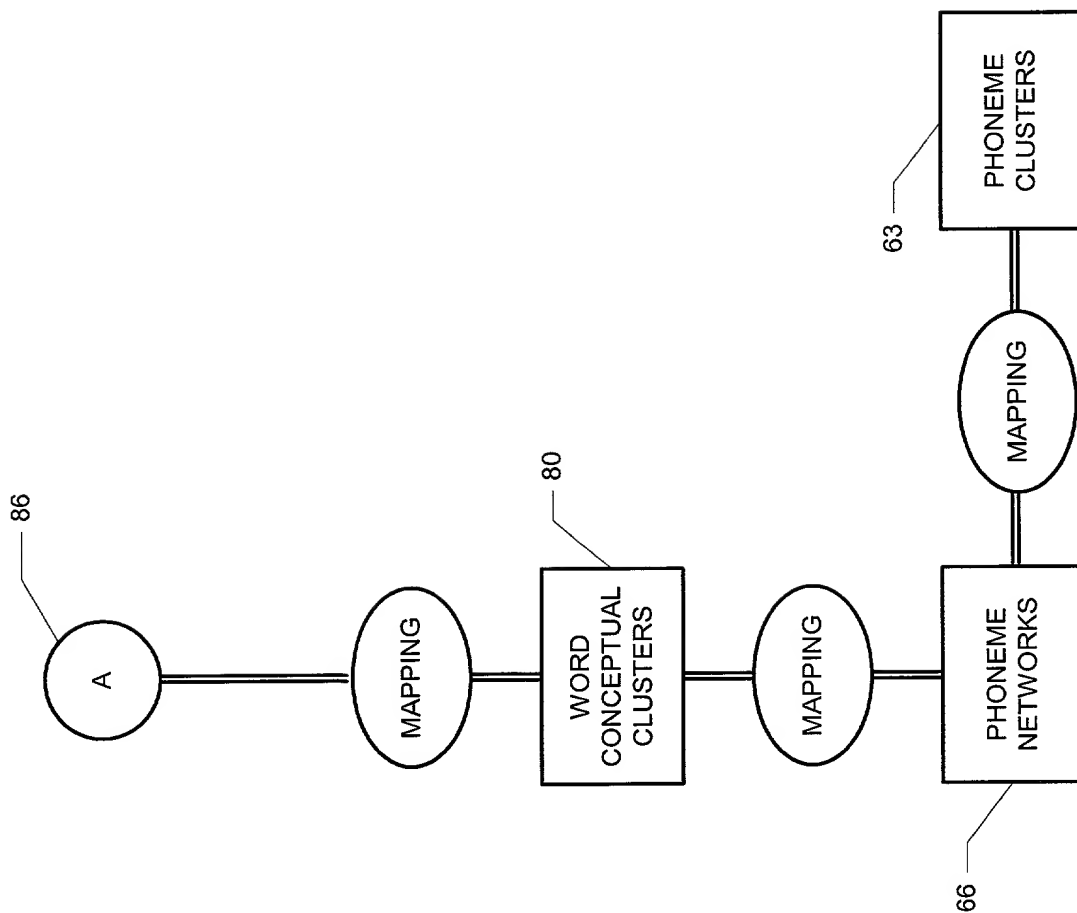 86
A
MAPPING
80
WORD
CONCEPTUAL
CLUSTERS
MAPPING
66
PHONEME
NETWORKS
MAPPING
63
PHONEME
CLUSTERS